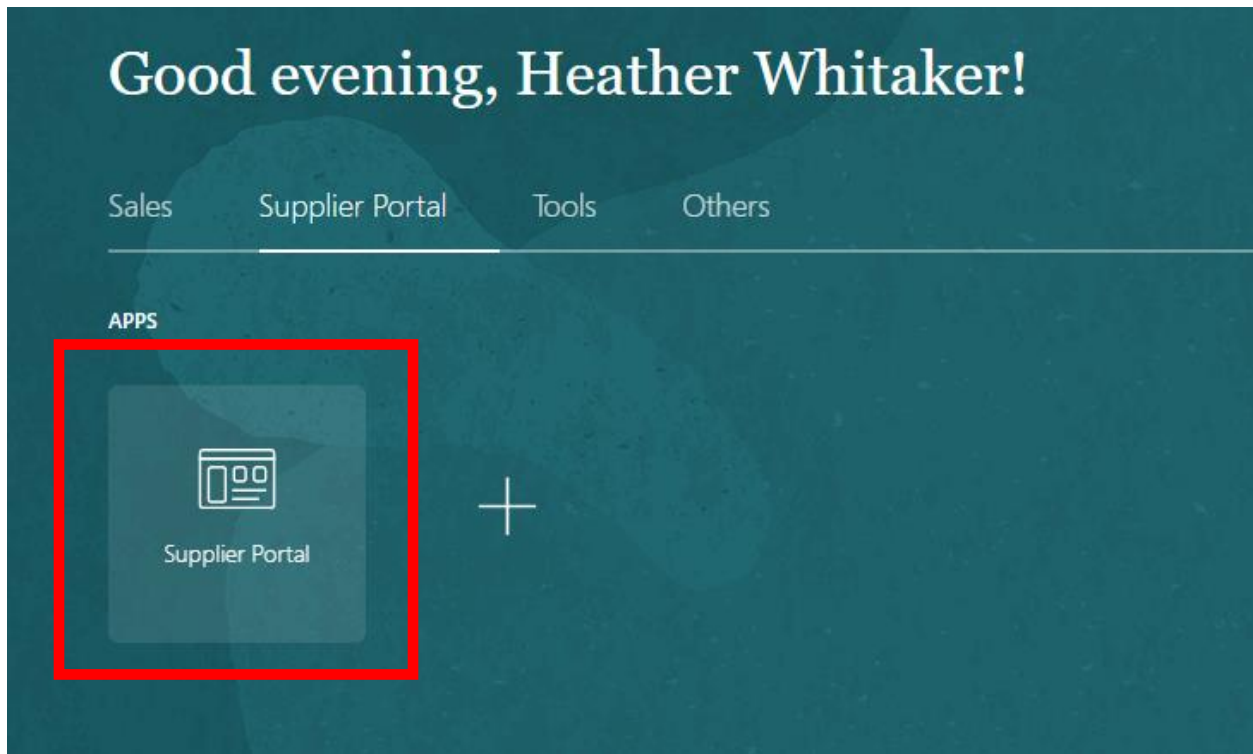 Good evening, Heather Whitaker!
Sales Supplier Portal Tools Others
APPS
Supplier Portal